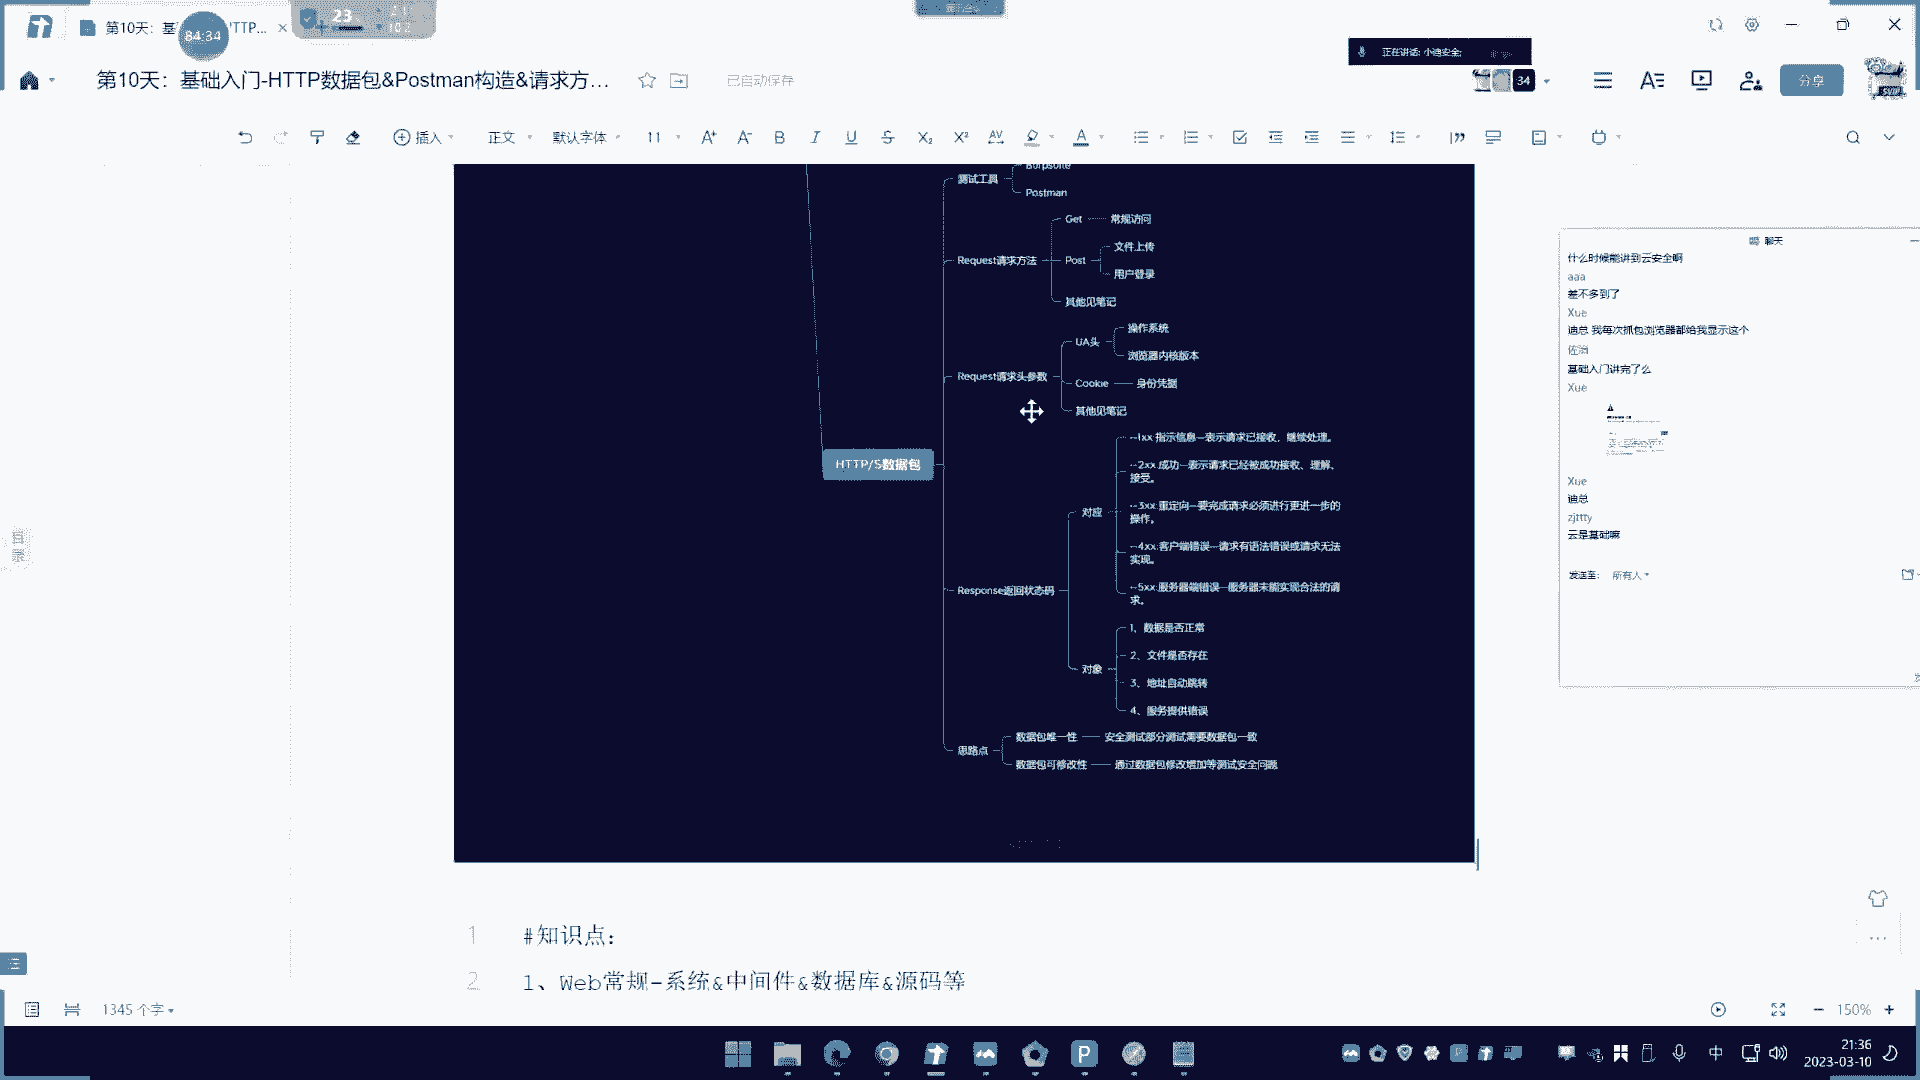 第10天：基
TTP...
84:34
23
正在讲话: 小迪安全;
第10天：基础入门-HTTP数据包&Postman构造&请求方...
已自动保存
34
分享
插入
正文
默认字体
11
Burpsuite
测试工具
Postman
Get
常规访问
文件上传
Request请求方法
Post
用户登录
其他见笔记
操作系统
UA头
浏览器内核版本
Request请求头参数
Cookie
身份凭据
其他见笔记
--1xx:指示信息—表示请求已接收，继续处理。
HTTP/S数据包
--2xx:成功—表示请求已经被成功接收、理解、
接受。
--3xx:重定向—要完成请求必须进行更进一步的
操作。
对应
--4xx:客户端错误—请求有语法错误或请求无法
实现。
--5xx:服务器端错误—服务器未能实现合法的请
求。
Response返回状态码
1、数据是否正常
2、文件是否存在
对象
3、地址自动跳转
4、服务提供错误
数据包唯一性
安全测试部分测试需要数据包一致
思路点
数据包可修改性
通过数据包修改增加等测试安全问题
聊天
什么时候能讲到云安全啊
aaa
差不多到了
Xue
迪总 我每次抓包浏览器都给我显示这个
基础入门讲完了么
Xue
Xue
迪总
zjttty
云是基础嘛
发送至:
所有人
目录
1
#知识点：
2
1、Web常规-系统&中间件&数据库&源码等
1345 个字
150%
中
21:36
2023-03-10